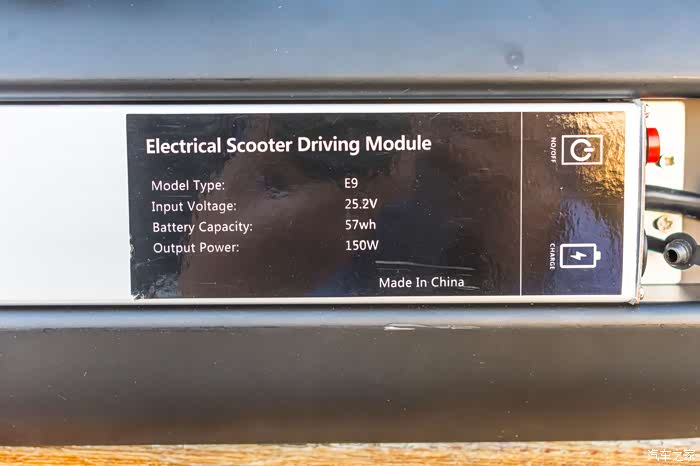 Electrical Scooter Driving Module
Model Type: E9
Input Voltage: 25.2V
Battery Capacity: 57wh
Output Power: 150W
Made In China
NO/OFF
CHARGE
汽车之家